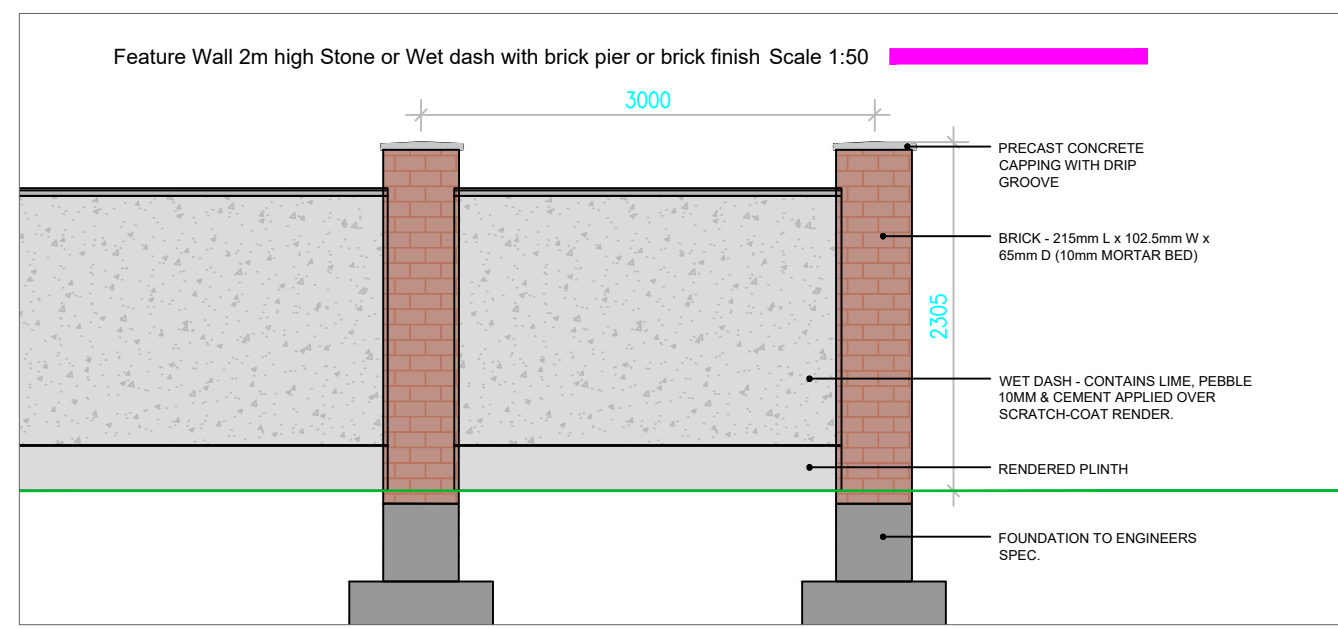 Feature Wall 2m high Stone or Wet dash with brick pier or brick finish Scale 1:50
3000
PRECAST CONCRETE
CAPPING WITH DRIP
GROOVE
BRICK - 215mm L x 102.5mm W x
65mm D (10mm MORTAR BED)
2305
WET DASH - CONTAINS LIME, PEBBLE
10MM & CEMENT APPLIED OVER
SCRATCH-COAT RENDER.
RENDERED PLINTH
FOUNDATION TO ENGINEERS
SPEC.